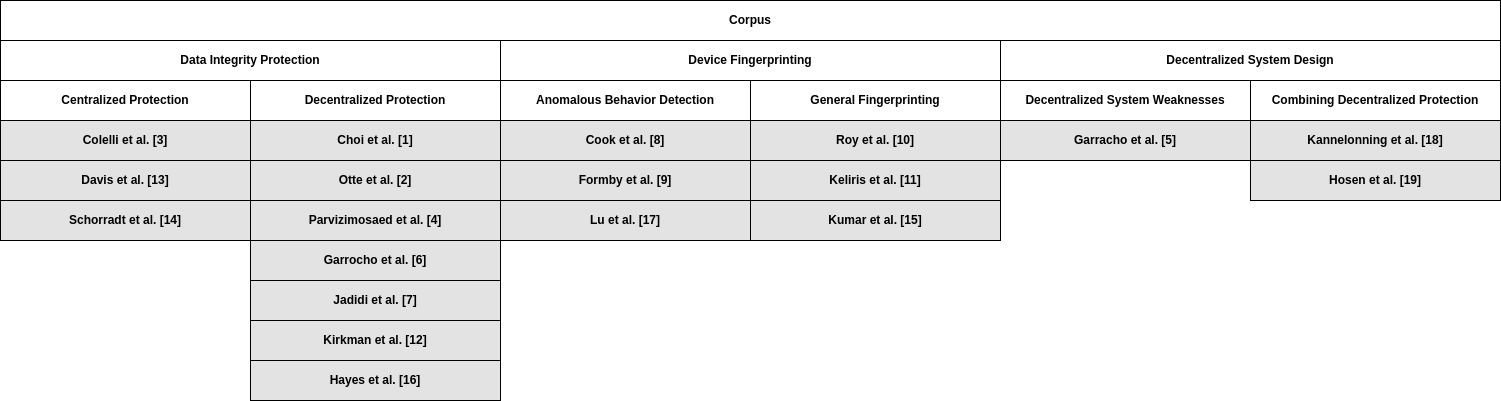 Corpus
Data Integrity Protection Device Fingerprinting Decentralized System Design
Centralized Protection Decentralized Protection Anomalous Behavior Detection General Fingerprinting Decentralized System Weaknesses Combining Decentralized Protection
Colelli et al. [3] Choi et al. [1] Cook et al. [8] Roy et al. [10] Garracho et al. [5] Kannelonning et al. [18]
Davis et al. [13] Otte et al. [2] Formby et al. [9] Keliris et al. [11] Hosen et al. [19]
Schorradt et al. [14] Parvizimosaed et al. [4] Lu et al. [17] Kumar et al. [15]
Garrocho et al. [6]
Jadidi et al. [7]
Kirkman et al. [12]
Hayes et al. [16]